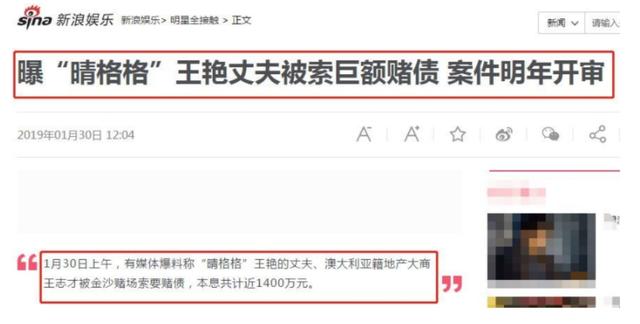 sina 新浪娱乐 新浪娱乐> 明星全接触 > 正文
新闻 请输入
曝“晴格格”王艳丈夫被索巨额赌债 案件明年开审
2019年01月30日 12:04 A- A+
“ 1月30日上午，有媒体爆料称“晴格格”王艳的丈夫、澳大利亚籍地产大商
王志才被金沙赌场索要赌债，本息共计近1400万元。 ”